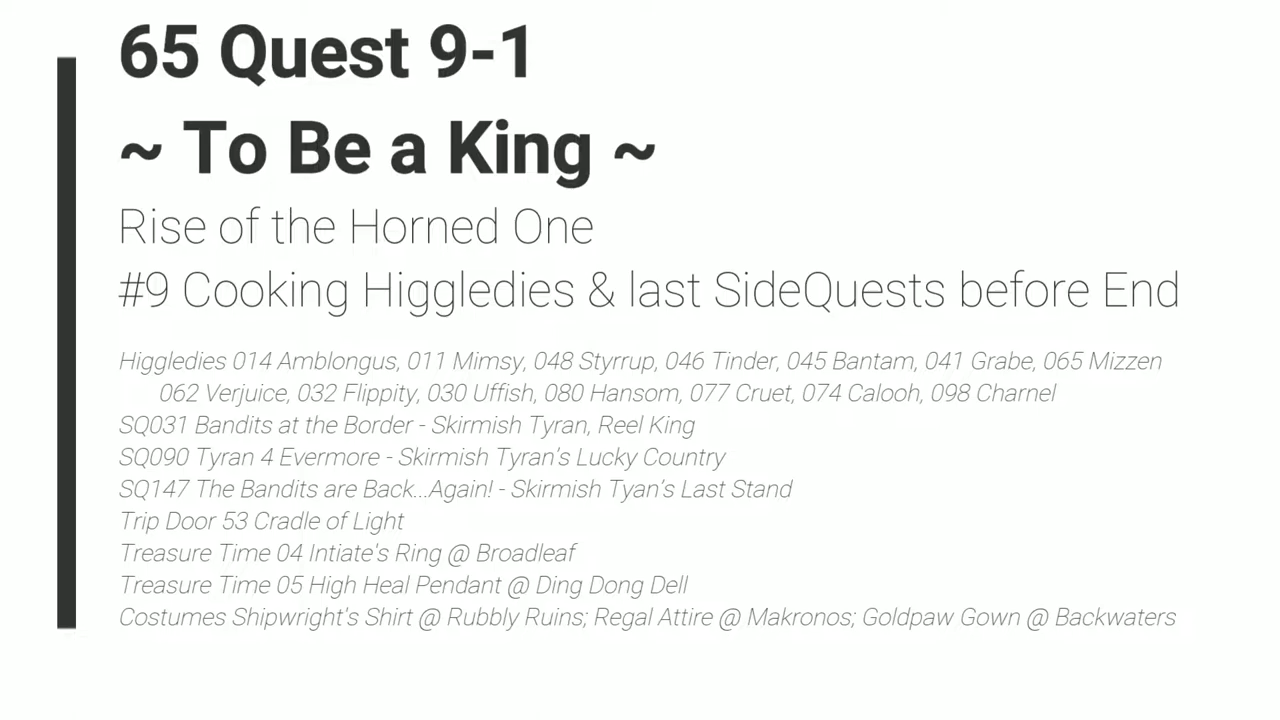 65 Quest 9-1
~ To Be a King ~
Rise of the Horned One
#9 Cooking Higgledies & last SideQuests before End
Higgledies 014 Amblongus, 011 Mimsy, 048 Styrrup, 046 Tinder, 045 Bantam, 041 Grabe, 065 Mizzen
062 Verjuice, 032 Flippity, 030 Uffish, 080 Hansom, 077 Cruet, 074 Calooh, 098 Charnel
SQ031 Bandits at the Border - Skirmish Tyran, Reel King
SQ090 Tyran 4 Evermore - Skirmish Tyran's Lucky Country
SQ147 The Bandits are Back...Again! - Skirmish Tyan's Last Stand
Trip Door 53 Cradle of Light
Treasure Time 04 Intiate's Ring @ Broadleaf
Treasure Time 05 High Heal Pendant @ Ding Dong Dell
Costumes Shipwright's Shirt @ Rubbly Ruins; Regal Attire @ Makronos; Goldpaw Gown @ Backwaters